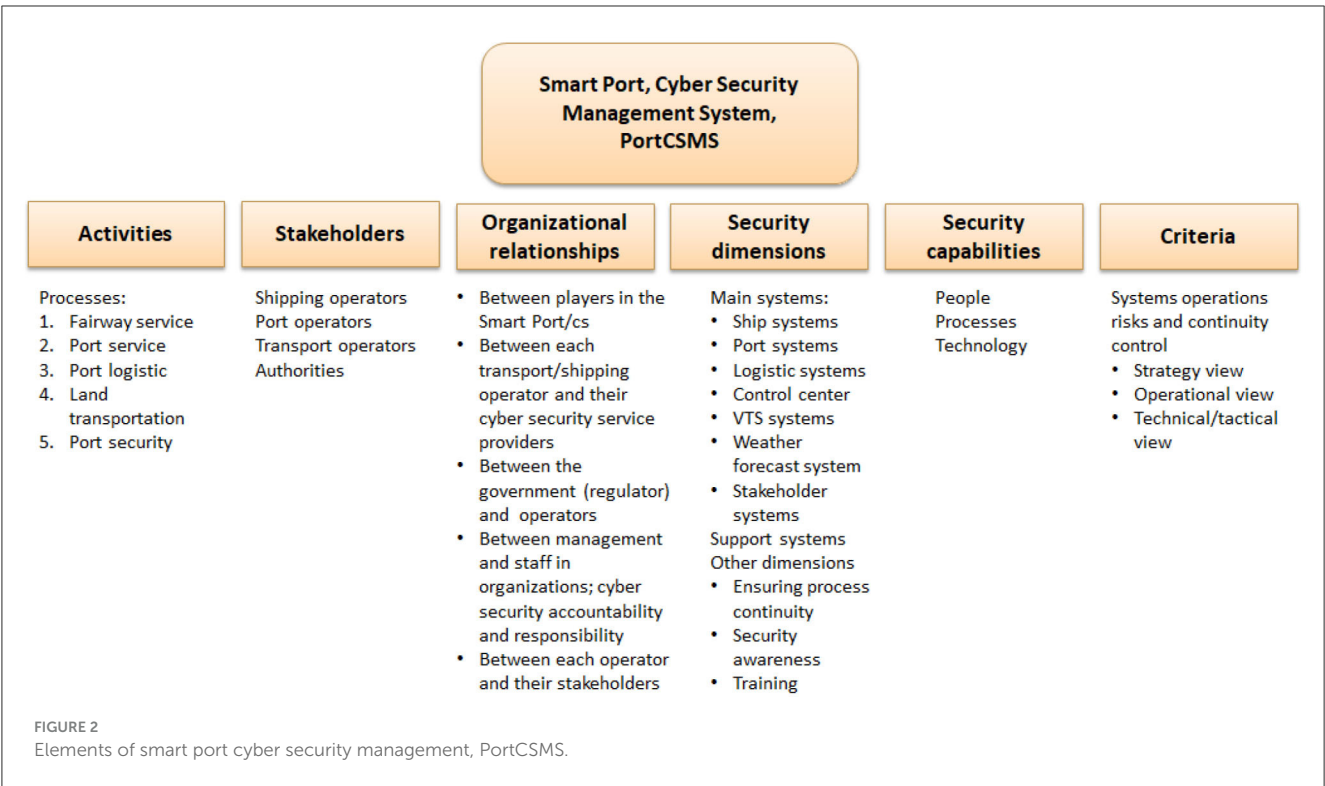 Smart Port, Cyber Security
Management System,
PortCSMS
Activities
Processes:
1. Fairway service
2. Port service
3. Port logistic
4. Land
transportation
5. Port security
Stakeholders
Shipping operators
Port operators
Transport operators
Authorities
Organizational
relationships
• Between players in the
Smart Port/cs
• Between each
transport/shipping
operator and their
cyber security service
providers
• Between the
government (regulator)
and operators
• Between management
and staff in
organizations; cyber
security accountability
and responsibility
• Between each operator
and their stakeholders
Security
dimensions
Main systems:
• Ship systems
• Port systems
• Logistic systems
• Control center
• VTS systems
• Weather
forecast system
• Stakeholder
systems
Support systems
Other dimensions
• Ensuring process
continuity
• Security
awareness
• Training
Security
capabilities
People
Processes
Technology
Criteria
Systems operations
risks and continuity
control
• Strategy view
• Operational view
• Technical/tactical
view
FIGURE 2
Elements of smart port cyber security management, PortCSMS.